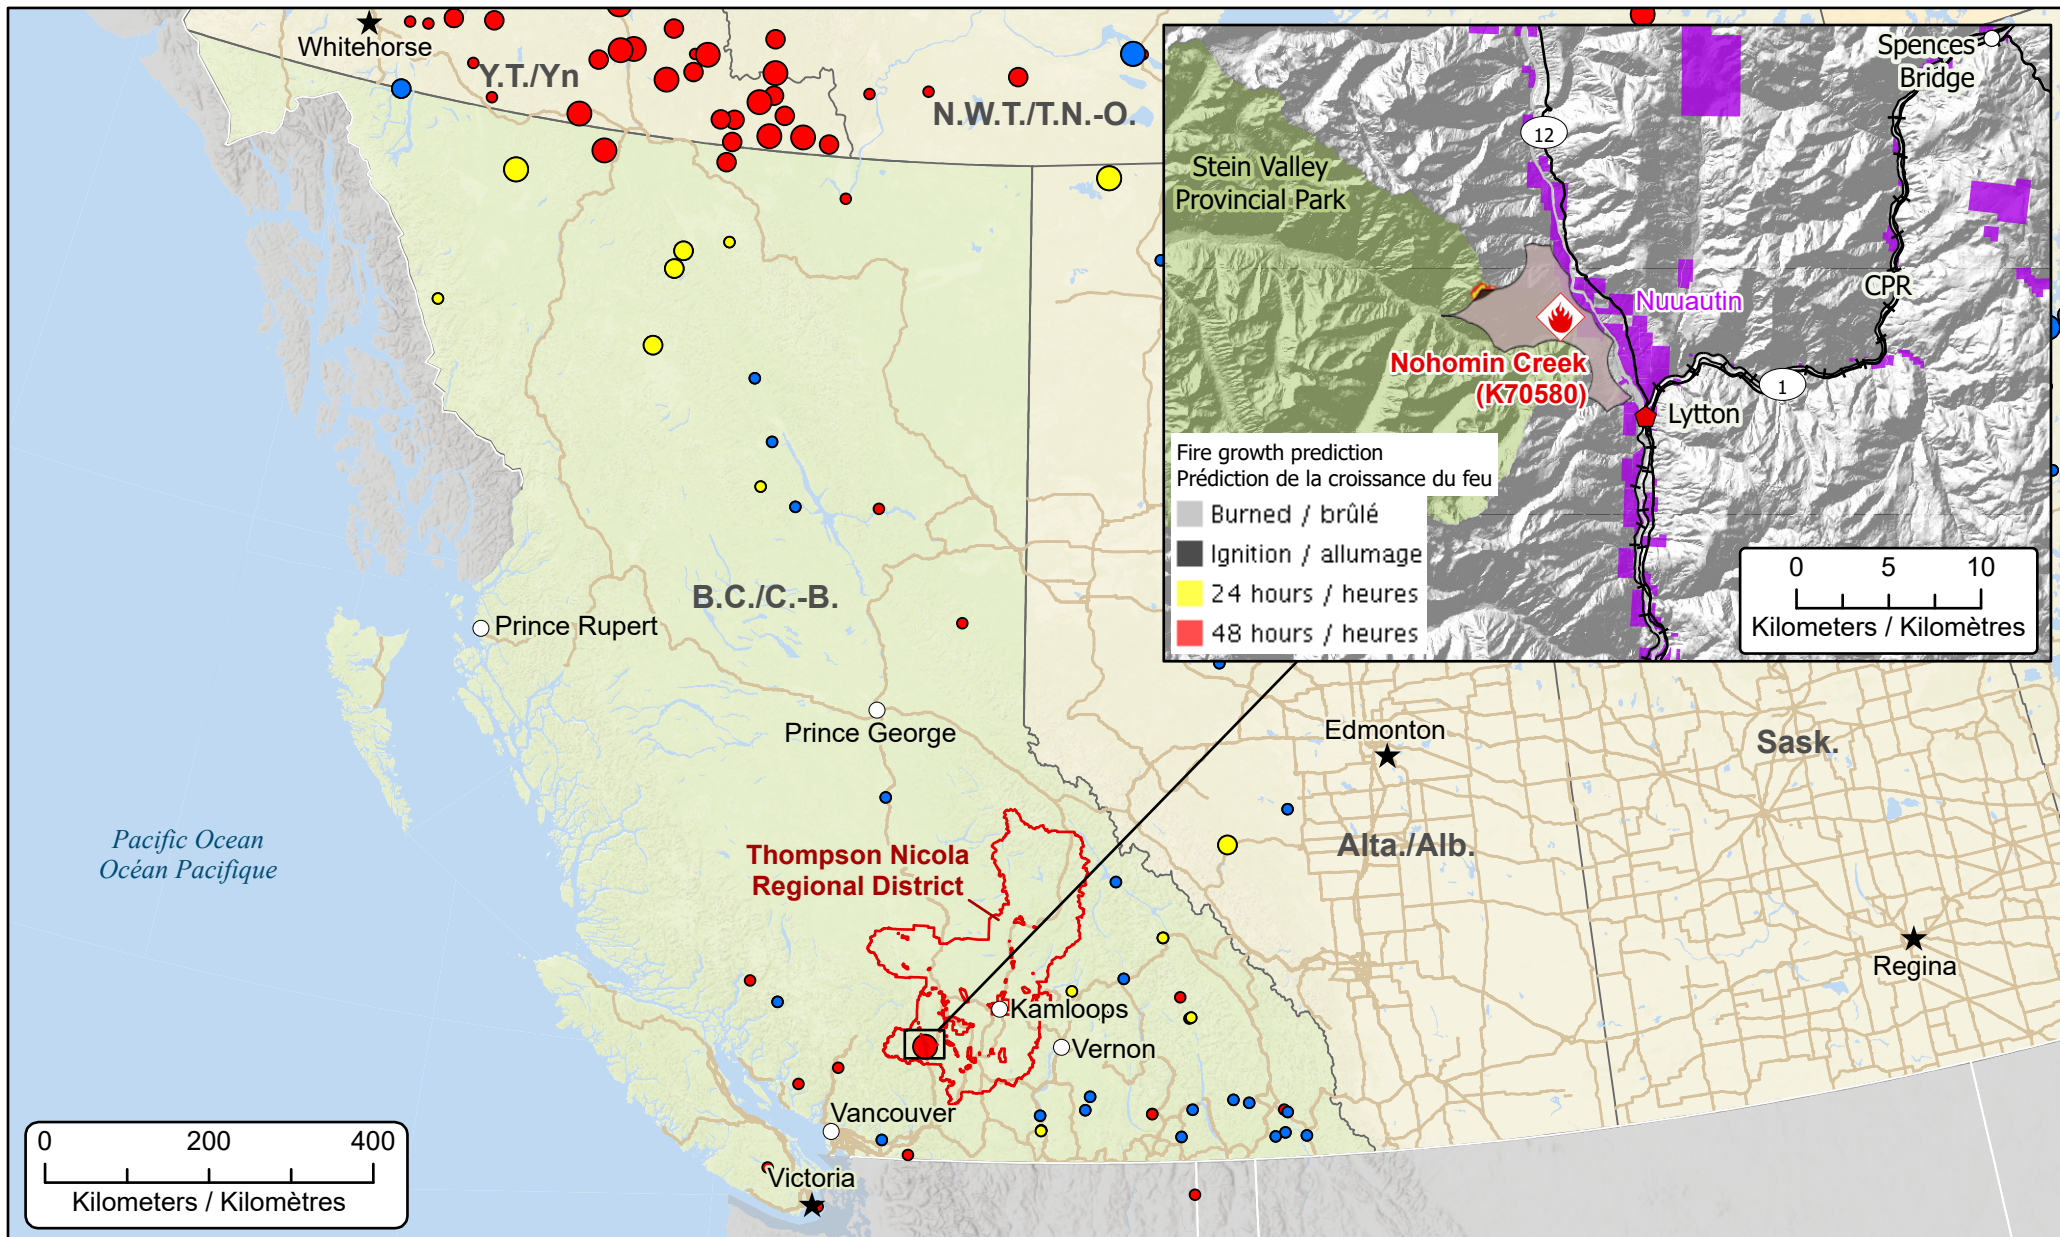 Whitehorse
Y.T./Yn
N.W.T./T.N.-O.
B.C./C.-B.
Prince Rupert
Prince George
Edmonton
Sask.
Alta./Alb.
Regina
Pacific Ocean
Océan Pacifique
Thompson Nicola
Regional District
Kamloops
Vernon
Vancouver
Victoria
0 200 400
Kilometers / Kilomètres
Spences
Bridge
12
Stein Valley
Provincial Park
Nuuautin
CPR
Nohomin Creek
(K70580)
1
Lytton
Fire growth prediction
Prédiction de la croissance du feu
Burned / brûlé
Ignition / allumage
24 hours / heures
48 hours / heures
0 5 10
Kilometers / Kilomètres